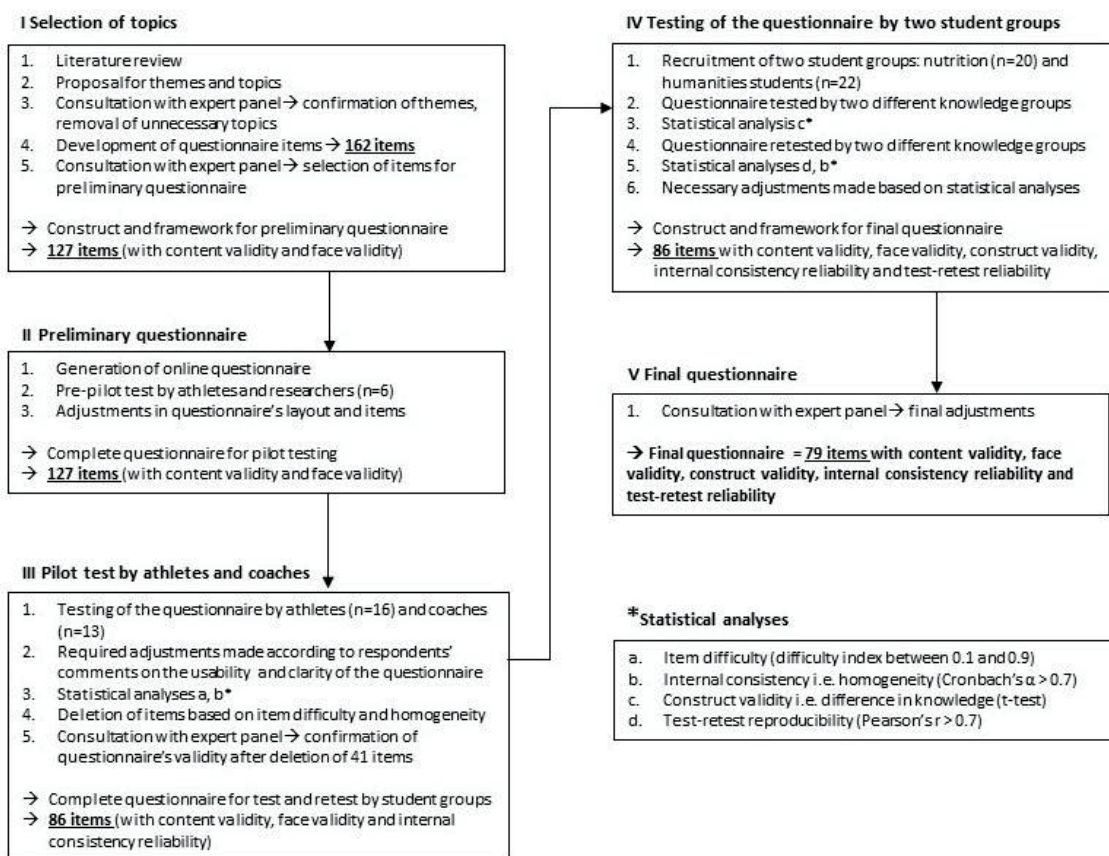 I Selection of topics
1. Literature review
2. Proposal for themes and topics
3. Consultation with expert panel → confirmation of themes,
removal of unnecessary topics
4. Development of questionnaire items → 162 items
5. Consultation with expert panel → selection of items for
preliminary questionnaire
→ Construct and framework for preliminary questionnaire
→ 127 items (with content validity and face validity)
II Preliminary questionnaire
1. Generation of online questionnaire
2. Pre-pilot test by athletes and researchers (n=6)
3. Adjustments in questionnaire's layout and items
→ Complete questionnaire for pilot testing
→ 127 items (with content validity and face validity)
III Pilot test by athletes and coaches
1. Testing of the questionnaire by athletes (n=16) and coaches
(n=13)
2. Required adjustments made according to respondents'
comments on the usability and clarity of the questionnaire
3. Statistical analyses a, b*
4. Deletion of items based on item difficulty and homogeneity
5. Consultation with expert panel → confirmation of
questionnaire's validity after deletion of 41 items
→ Complete questionnaire for test and retest by student groups
→ 86 items (with content validity, face validity and internal
consistency reliability)
IV Testing of the questionnaire by two student groups
1. Recruitment of two student groups: nutrition (n=20) and
humanities students (n=22)
2. Questionnaire tested by two different knowledge groups
3. Statistical analysis c*
4. Questionnaire retested by two different knowledge groups
5. Statistical analyses d, b*
6. Necessary adjustments made based on statistical analyses
→ Construct and framework for final questionnaire
→ 86 items with content validity, face validity, construct validity,
internal consistency reliability and test-retest reliability
V Final questionnaire
1. Consultation with expert panel → final adjustments
→ Final questionnaire = 79 items with content validity, face
validity, construct validity, internal consistency reliability and
test-retest reliability
*Statistical analyses
a. Item difficulty (difficulty index between 0.1 and 0.9)
b. Internal consistency i.e. homogeneity (Cronbach's α > 0.7)
c. Construct validity i.e. difference in knowledge (t-test)
d. Test-retest reproducibility (Pearson's r > 0.7)